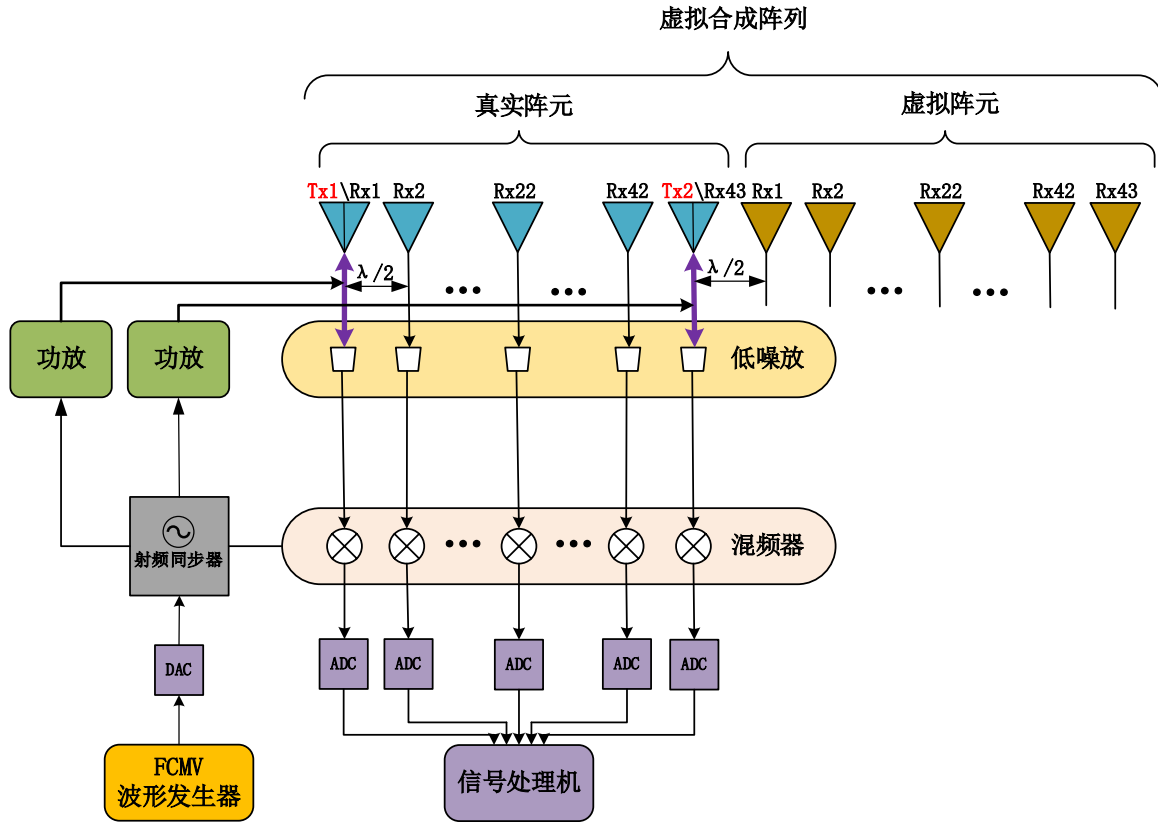 虚拟合成阵列
真实阵元
虚拟阵元
Tx1\Rx1
Rx2
Rx22
Rx42
Tx2\Rx43
Rx1
Rx2
Rx22
Rx42
Rx43
λ/2
λ/2
功放
功放
低噪放
射频同步器
混频器
DAC
ADC
ADC
ADC
ADC
ADC
FCMV
波形发生器
信号处理机